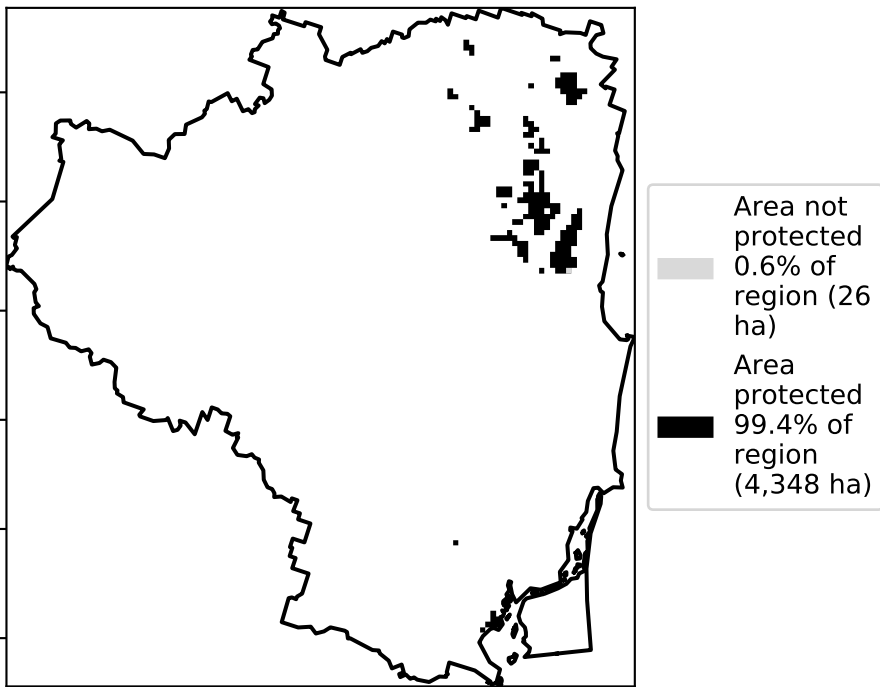 Area not
protected
0.6% of
region (26
ha)
Area
protected
99.4% of
region
(4,348 ha)